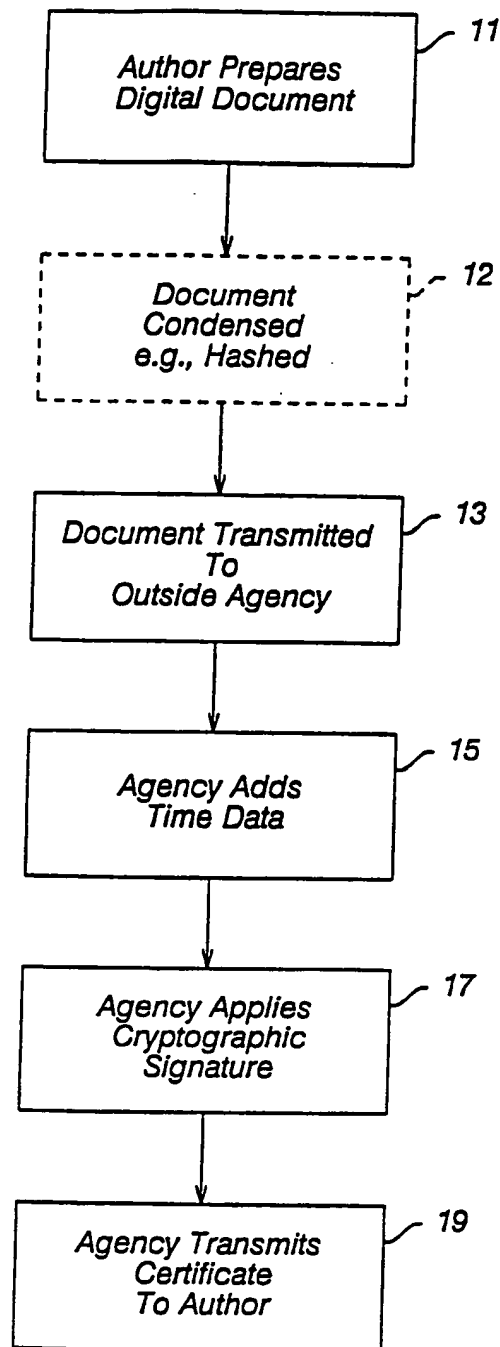 11
Author Prepares
Digital Document
12
Document
Condensed
e.g., Hashed
13
Document Transmitted
To
Outside Agency
15
Agency Adds
Time Data
17
Agency Applies
Cryptographic
Signature
19
Agency Transmits
Certificate
To Author